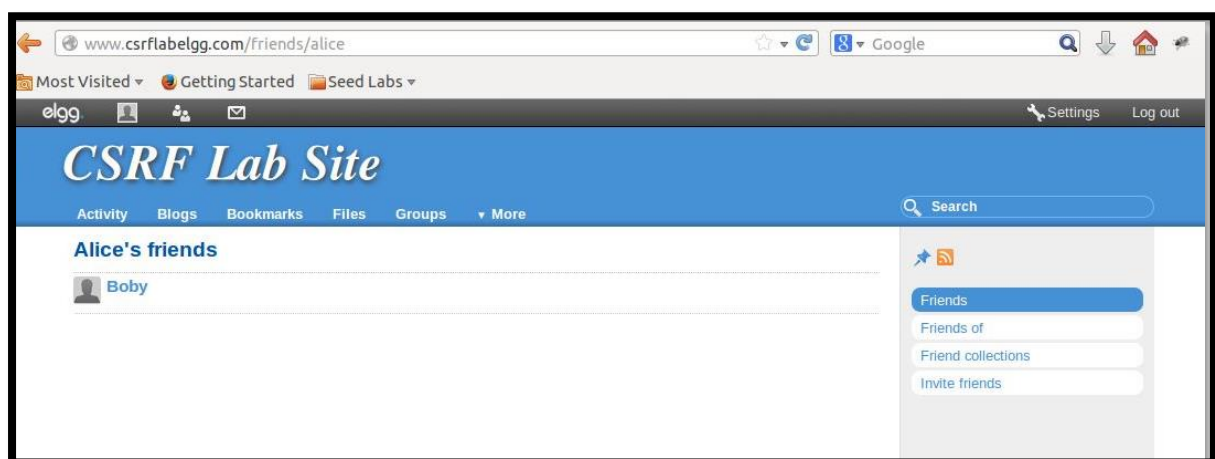 www.csrflabelgg.com/friends/alice
Google
Most Visited
Getting Started
Seed Labs
elgg.
Settings
Log out
CSRF Lab Site
Activity Blogs Bookmarks Files Groups More
Search
Alice's friends
Boby
Friends
Friends of
Friend collections
Invite friends